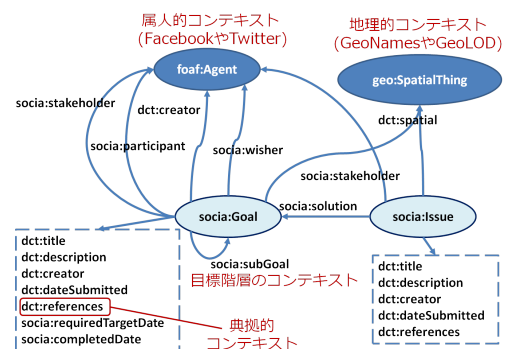 属人的コンテキスト
(FacebookやTwitter)
地理的コンテキスト
(GeoNamesやGeoLOD)
foaf:Agent
geo:SpatialThing
socia:stakeholder
dct:creator
dct:spatial
socia:participant
socia:wisher
socia:stakeholder
socia:solution
socia:Goal
socia:Issue
socia:subGoal
目標階層のコンテキスト
dct:title
dct:description
dct:creator
dct:dateSubmitted
dct:references
socia:requiredTargetDate
socia:completedDate
典拠的
コンテキスト
dct:title
dct:description
dct:creator
dct:dateSubmitted
dct:references